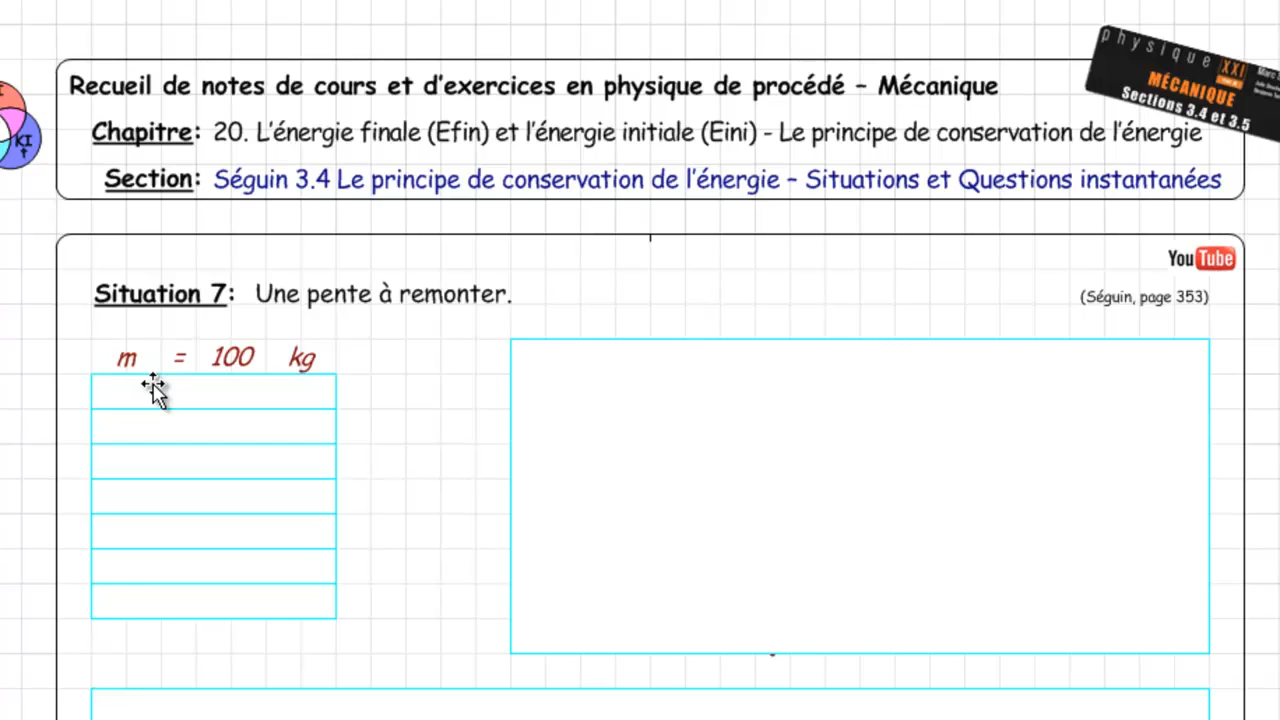 physique XXI
MÉCANIQUE
Sections 3.4 et 3.5
Recueil de notes de cours et d'exercices en physique de procédé – Mécanique
Chapitre: 20. L'énergie finale (Efin) et l'énergie initiale (Eini) - Le principe de conservation de l'énergie
KI
Section: Séguin 3.4 Le principe de conservation de l'énergie – Situations et Questions instantanées
YouTube
Situation 7: Une pente à remonter.
(Séguin, page 353)
m = 100 kg